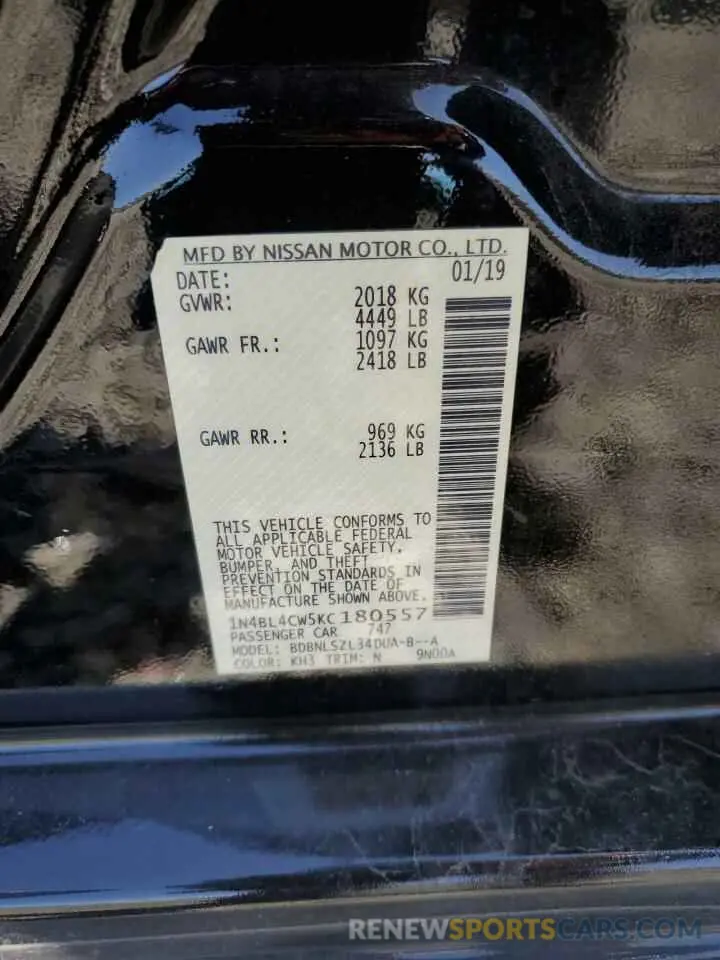 MFD BY NISSAN MOTOR CO., LTD.
DATE: 01/19
GVWR: 2018 KG
4449 LB
GAWR FR.: 1097 KG
2418 LB
GAWR RR.: 969 KG
2136 LB
THIS VEHICLE CONFORMS TO
ALL APPLICABLE FEDERAL
MOTOR VEHICLE SAFETY,
BUMPER, AND THEFT
PREVENTION STANDARDS IN
EFFECT ON THE DATE OF
MANUFACTURE SHOWN ABOVE.
1N4BL4CW5KC180557
PASSENGER CAR 747
MODEL: BDBNLSZL34DUA-B--A
COLOR: KH3 TRIM: N 9N00A
RENEWSPORTSCARS.COM